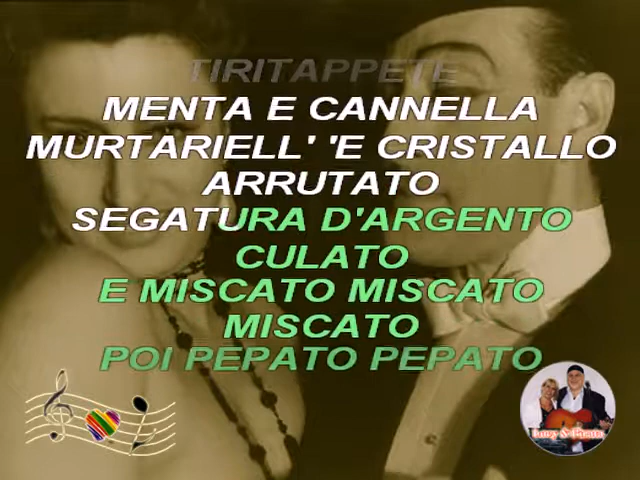 TIRITAPPETE
MENTA E CANNELLA
MURTARIELL' 'E CRISTALLO
ARRUTATO
SEGATURA D'ARGENTO
CULATO
E MISCATO MISCATO
MISCATO
POI PEPATO PEPATO